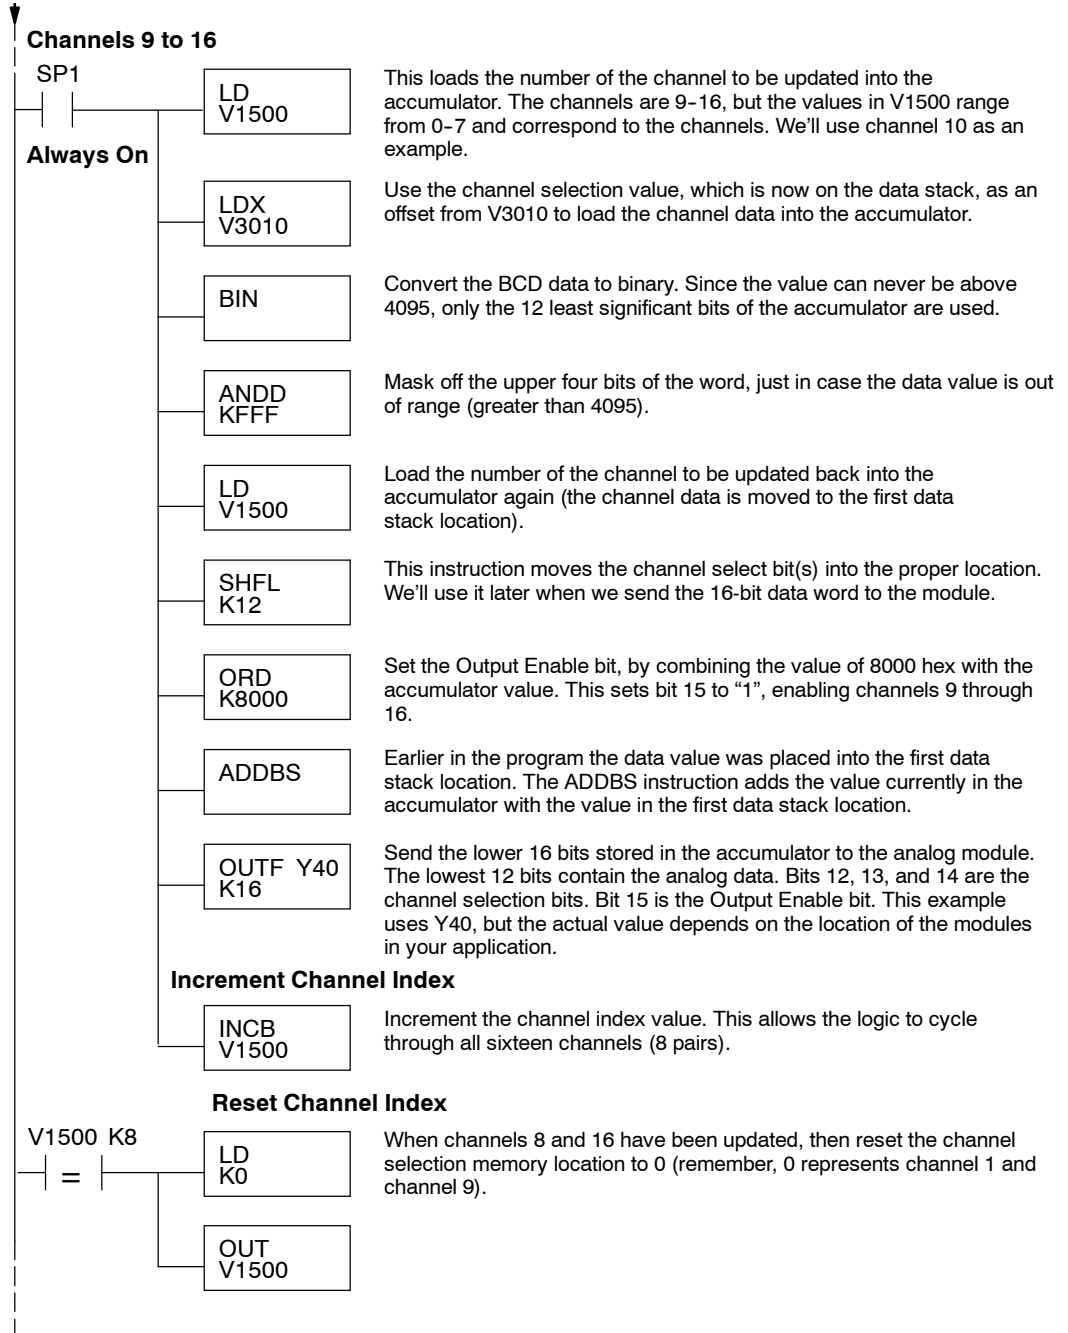 Channels 9 to 16
SP1
Always On
LD
V1500
This loads the number of the channel to be updated into the
accumulator. The channels are 9-16, but the values in V1500 range
from 0-7 and correspond to the channels. We'll use channel 10 as an
example.
LDX
V3010
Use the channel selection value, which is now on the data stack, as an
offset from V3010 to load the channel data into the accumulator.
BIN
Convert the BCD data to binary. Since the value can never be above
4095, only the 12 least significant bits of the accumulator are used.
ANDD
KFFF
Mask off the upper four bits of the word, just in case the data value is out
of range (greater than 4095).
LD
V1500
Load the number of the channel to be updated back into the
accumulator again (the channel data is moved to the first data
stack location).
SHFL
K12
This instruction moves the channel select bit(s) into the proper location.
We'll use it later when we send the 16-bit data word to the module.
ORD
K8000
Set the Output Enable bit, by combining the value of 8000 hex with the
accumulator value. This sets bit 15 to “1”, enabling channels 9 through
16.
ADDBS
Earlier in the program the data value was placed into the first data
stack location. The ADDBS instruction adds the value currently in the
accumulator with the value in the first data stack location.
OUTF Y40
K16
Send the lower 16 bits stored in the accumulator to the analog module.
The lowest 12 bits contain the analog data. Bits 12, 13, and 14 are the
channel selection bits. Bit 15 is the Output Enable bit. This example
uses Y40, but the actual value depends on the location of the modules
in your application.
Increment Channel Index
INCB
V1500
Increment the channel index value. This allows the logic to cycle
through all sixteen channels (8 pairs).
Reset Channel Index
V1500 K8
=
LD
K0
When channels 8 and 16 have been updated, then reset the channel
selection memory location to 0 (remember, 0 represents channel 1 and
channel 9).
OUT
V1500